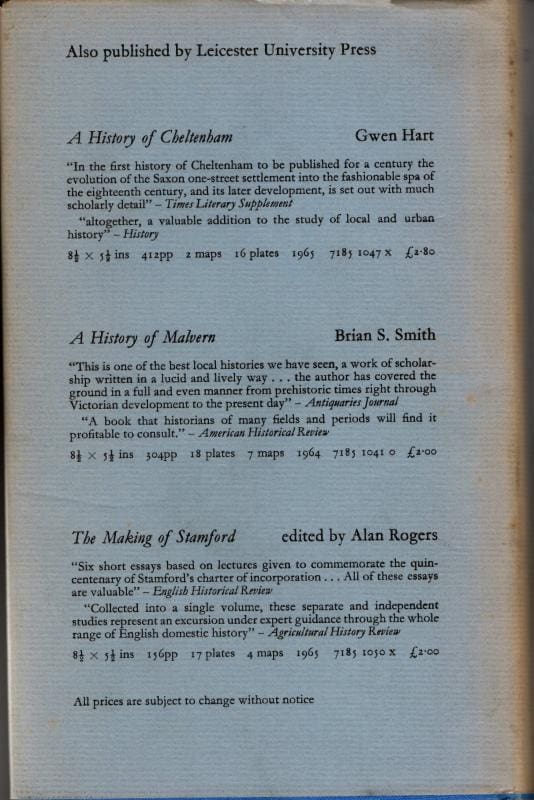 Also published by Leicester University Press
A History of Cheltenham Gwen Hart
"In the first history of Cheltenham to be published for a century the
evolution of the Saxon one-street settlement into the fashionable spa of
the eighteenth century, and its later development, is set out with much
scholarly detail" – Times Literary Supplement
"altogether, a valuable addition to the study of local and urban
history" – History
8½ × 5½ ins 412pp 2 maps 16 plates 1965 7185 1047 X £2·80
A History of Malvern Brian S. Smith
"This is one of the best local histories we have seen, a work of scholar-
ship written in a lucid and lively way . . . the author has covered the
ground in a full and even manner from prehistoric times right through
Victorian development to the present day" – Antiquaries Journal
"A book that historians of many fields and periods will find it
profitable to consult." – American Historical Review
8½ × 5½ ins 304pp 18 plates 7 maps 1964 7185 1041 0 £2·00
The Making of Stamford edited by Alan Rogers
"Six short essays based on lectures given to commemorate the quin-
centenary of Stamford's charter of incorporation . . . All of these essays
are valuable" – English Historical Review
"Collected into a single volume, these separate and independent
studies represent an excursion under expert guidance through the whole
range of English domestic history" – Agricultural History Review
8½ × 5½ ins 156pp 17 plates 4 maps 1965 7185 1050 X £2·00
All prices are subject to change without notice